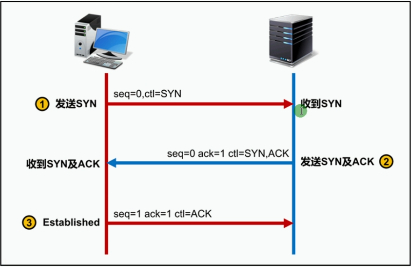 seq=0,ctl=SYN
1 发送SYN
收到SYN
seq=0 ack=1 ctl=SYN,ACK
收到SYN及ACK
发送SYN及ACK 2
seq=1 ack=1 ctl=ACK
3 Established